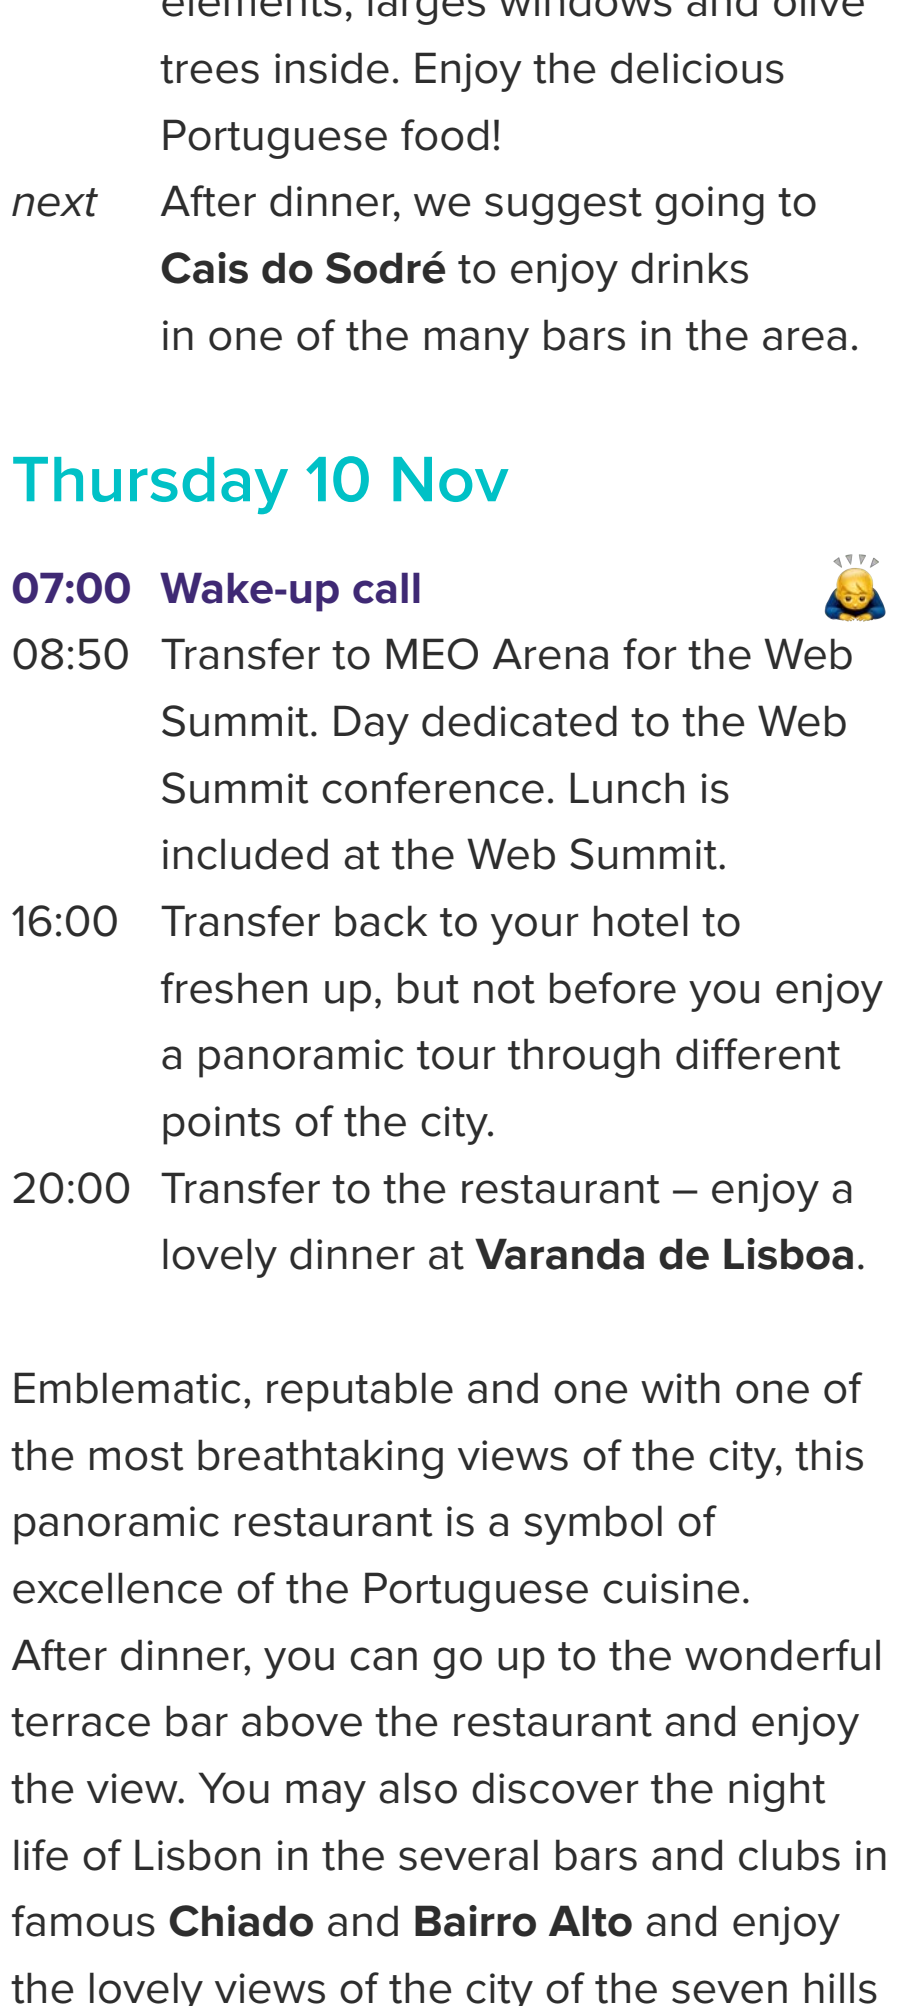 elements, larges windows and olive
trees inside. Enjoy the delicious
Portuguese food!
next After dinner, we suggest going to
Cais do Sodré to enjoy drinks
in one of the many bars in the area.
Thursday 10 Nov
07:00 Wake-up call
08:50 Transfer to MEO Arena for the Web
Summit. Day dedicated to the Web
Summit conference. Lunch is
included at the Web Summit.
16:00 Transfer back to your hotel to
freshen up, but not before you enjoy
a panoramic tour through different
points of the city.
20:00 Transfer to the restaurant – enjoy a
lovely dinner at Varanda de Lisboa.
Emblematic, reputable and one with one of
the most breathtaking views of the city, this
panoramic restaurant is a symbol of
excellence of the Portuguese cuisine.
After dinner, you can go up to the wonderful
terrace bar above the restaurant and enjoy
the view. You may also discover the night
life of Lisbon in the several bars and clubs in
famous Chiado and Bairro Alto and enjoy
the lovely views of the city of the seven hills